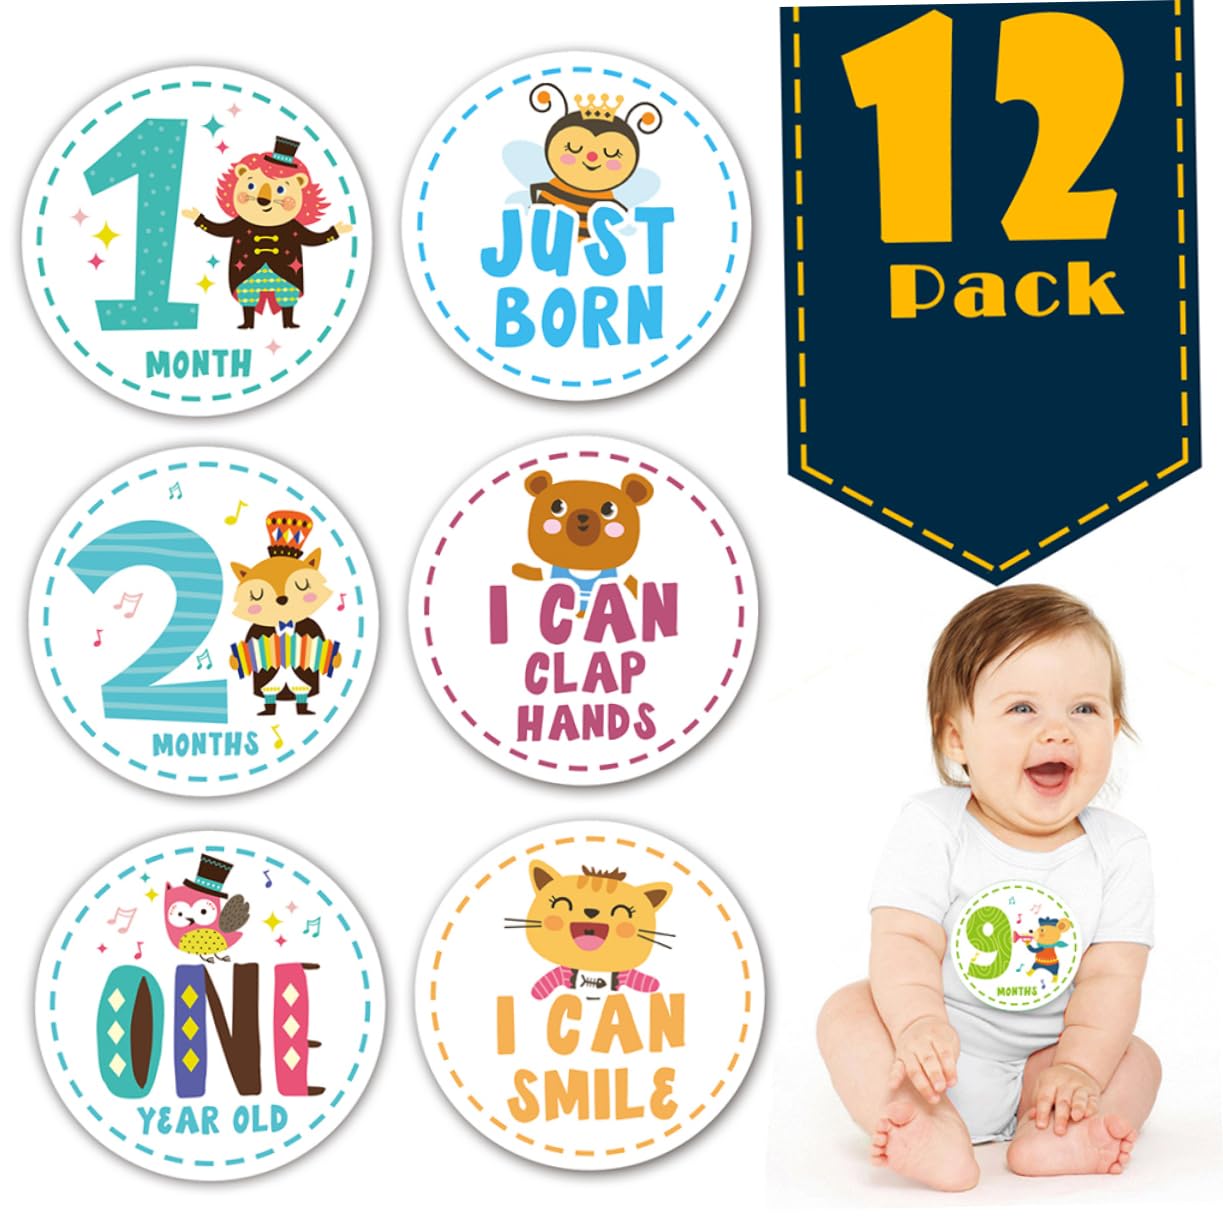 1
MONTH
JUST
BORN
12
Pack
2
MONTHS
I CAN
CLAP
HANDS
ONE
YEAR OLD
I CAN
SMILE
9
MONTHS